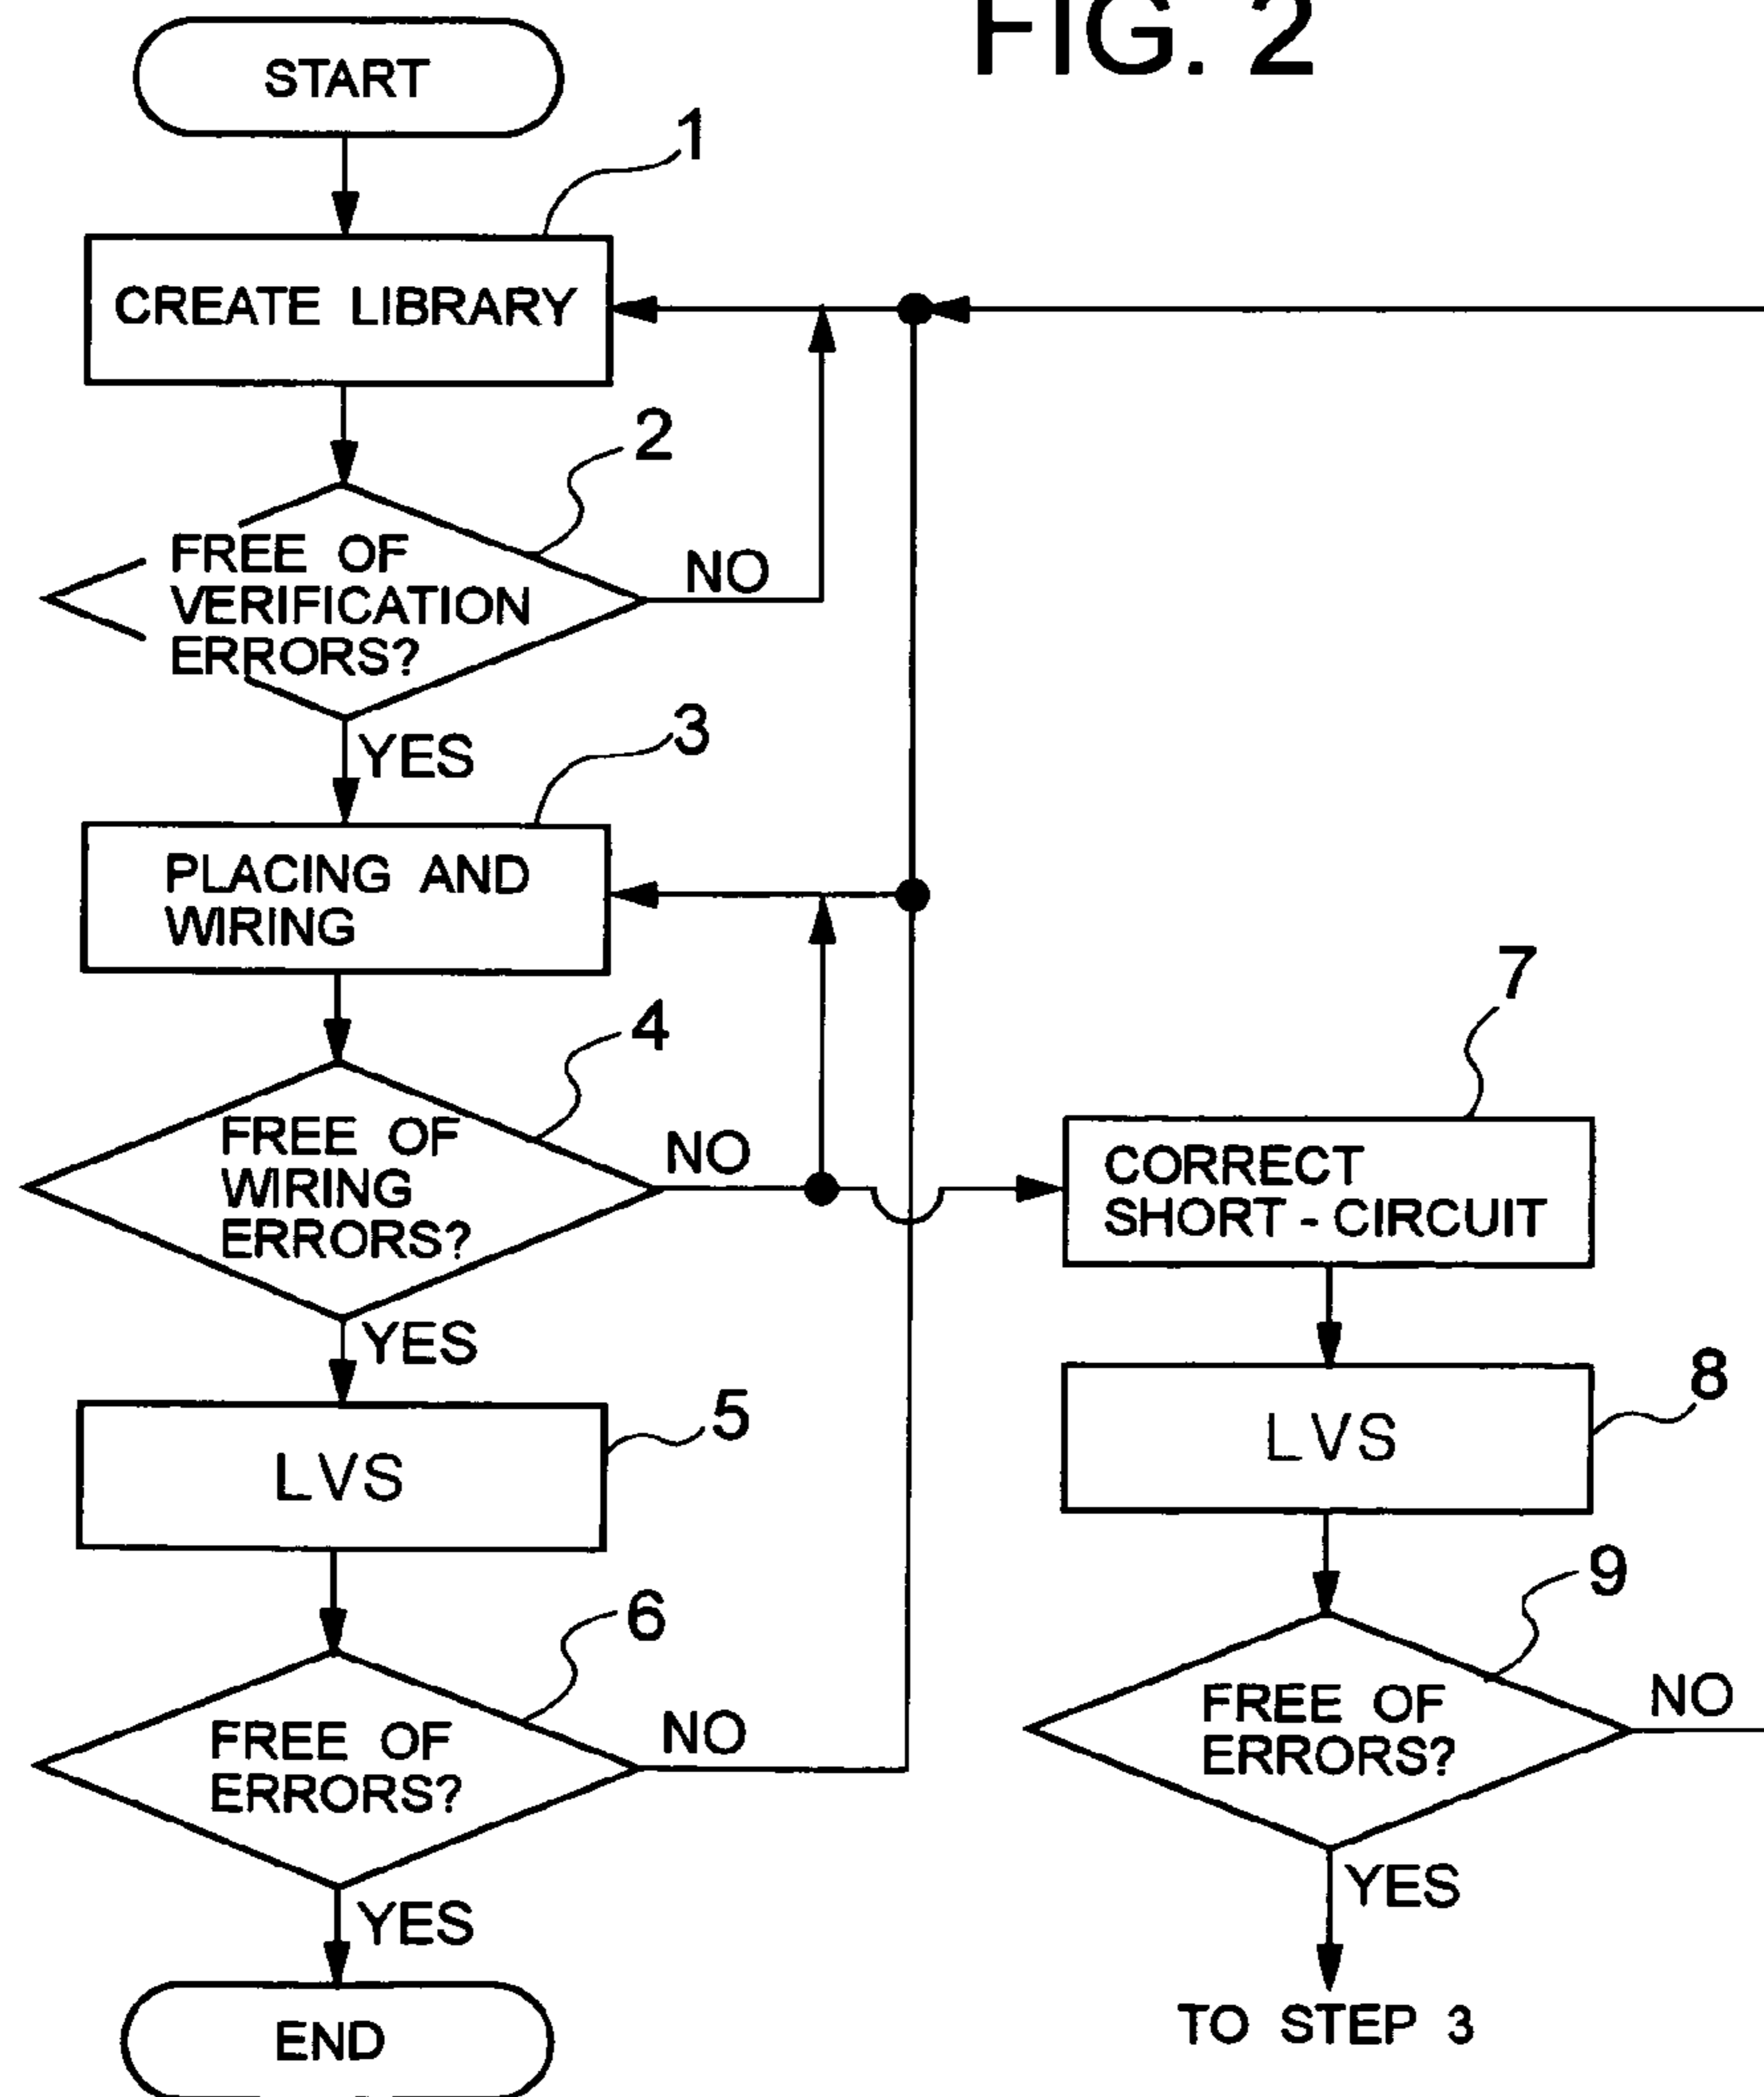 FIG. 2
START
1
CREATE LIBRARY
2
FREE OF
VERIFICATION
ERRORS?
NO
YES
3
PLACING AND
WIRING
4
FREE OF
WIRING
ERRORS?
NO
YES
5
LVS
6
FREE OF
ERRORS?
NO
YES
END
7
CORRECT
SHORT - CIRCUIT
8
LVS
9
FREE OF
ERRORS?
NO
YES
TO STEP 3